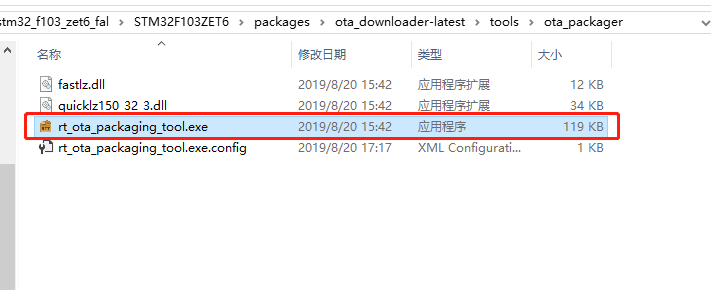 stm32_f103_zet6_fal > STM32F103ZET6 > packages > ota_downloader-latest > tools > ota_packager
名称 修改日期 类型 大小
fastlz.dll 2019/8/20 15:42 应用程序扩展 12 KB
quicklz150_32_3.dll 2019/8/20 15:42 应用程序扩展 34 KB
rt_ota_packaging_tool.exe 2019/8/20 15:42 应用程序 119 KB
rt_ota_packaging_tool.exe.config 2019/8/20 17:17 XML Configurati... 1 KB